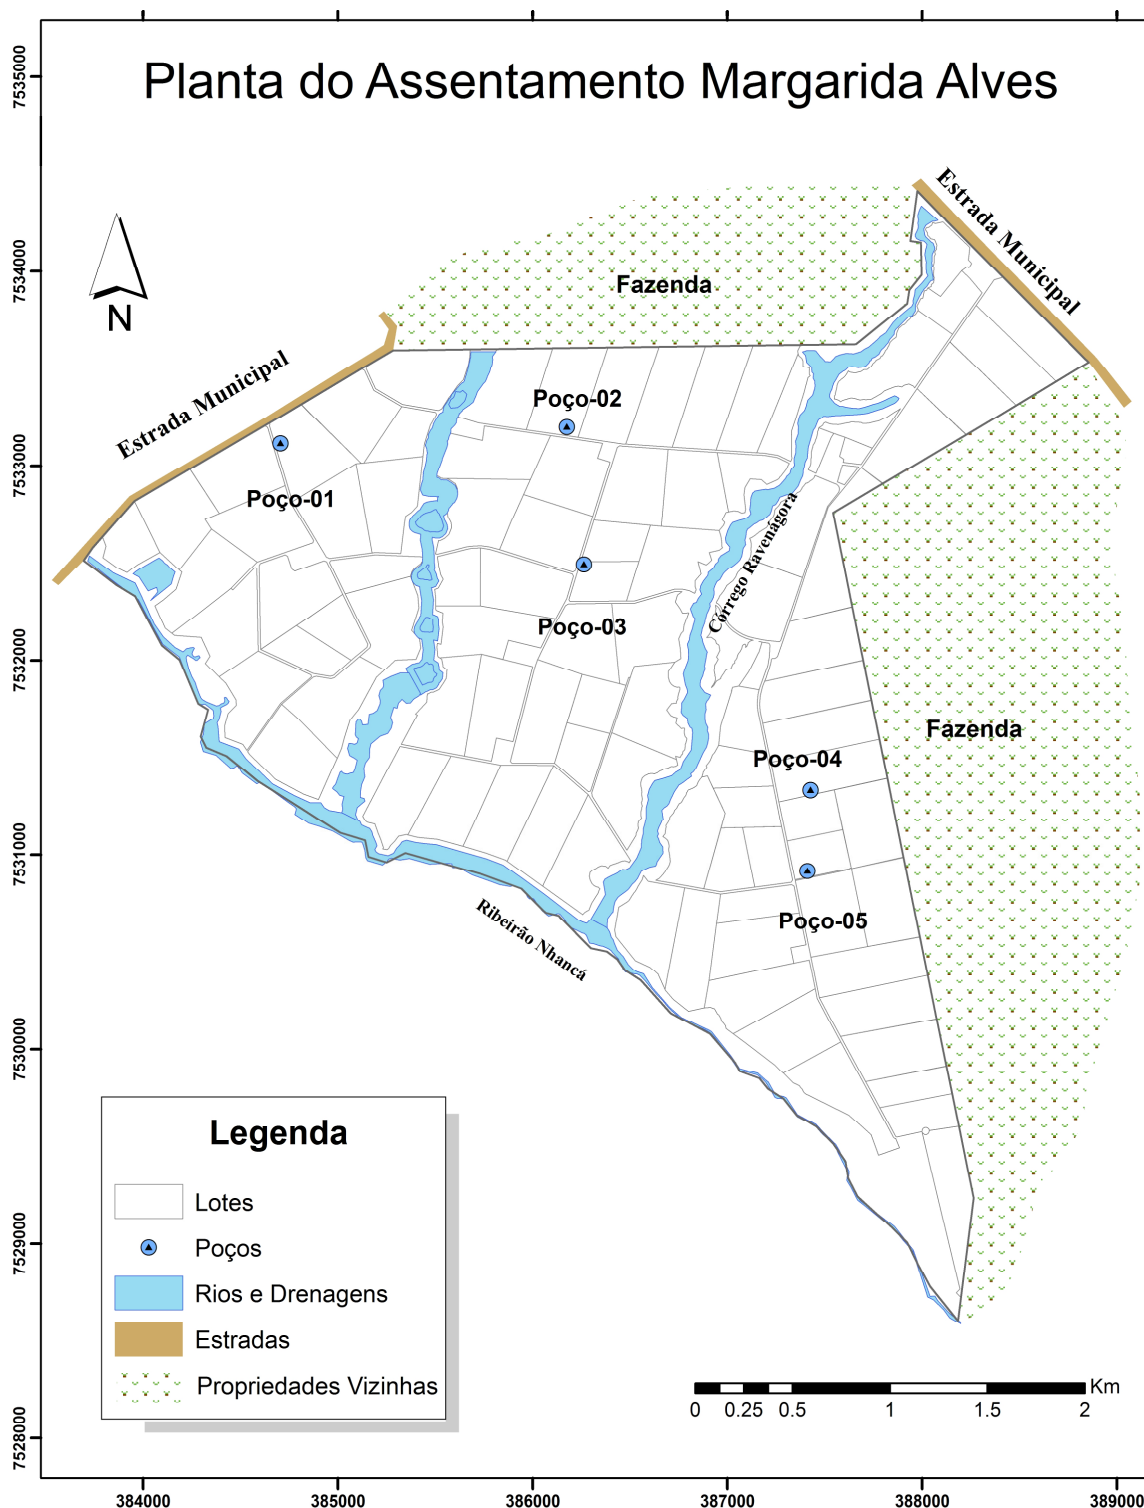 Planta do Assentamento Margarida Alves
Estrada Municipal
Fazenda
N
Estrada Municipal
Poço-02
Poço-01
Córrego Ravenágora
Poço-03
Fazenda
Poço-04
Poço-05
Ribeirão Nhancá
Legenda
Lotes
Poços
Rios e Drenagens
Estradas
Propriedades Vizinhas
Km
0 0.25 0.5 1 1.5 2
7535000
7534000
7533000
7532000
7531000
7530000
7529000
7528000
384000 385000 386000 387000 388000 389000